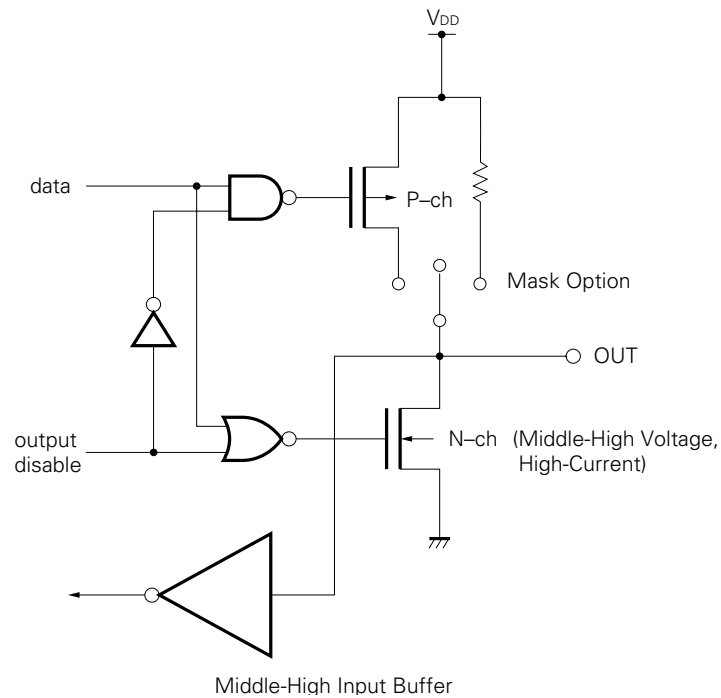 VDD
data
P–ch
Mask Option
OUT
output
disable
N–ch (Middle-High Voltage,
High-Current)
Middle-High Input Buffer